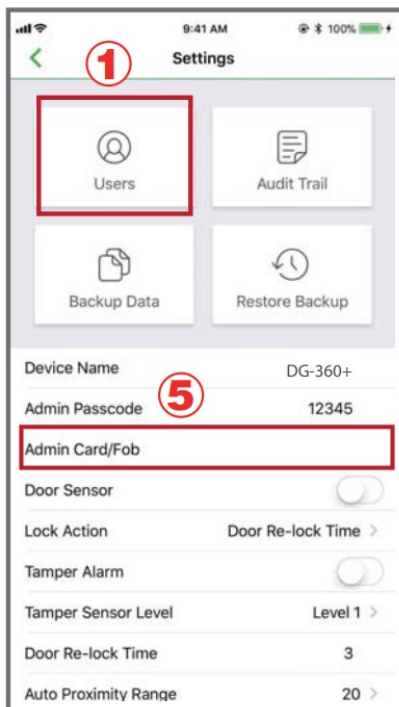 9:41 AM 100%
Settings
1
Users Audit Trail
Backup Data Restore Backup
Device Name DG-360+
5
Admin Passcode 12345
Admin Card/Fob
Door Sensor
Lock Action Door Re-lock Time >
Tamper Alarm
Tamper Sensor Level Level 1 >
Door Re-lock Time 3
Auto Proximity Range 20 >